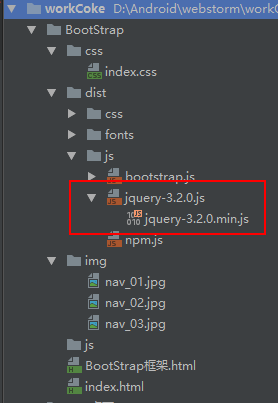 workCoke D:\Android\webstorm\work
BootStrap
css
index.css
dist
css
fonts
js
bootstrap.js
jquery-3.2.0.js
jquery-3.2.0.min.js
npm.js
img
nav_01.jpg
nav_02.jpg
nav_03.jpg
js
BootStrap框架.html
index.html